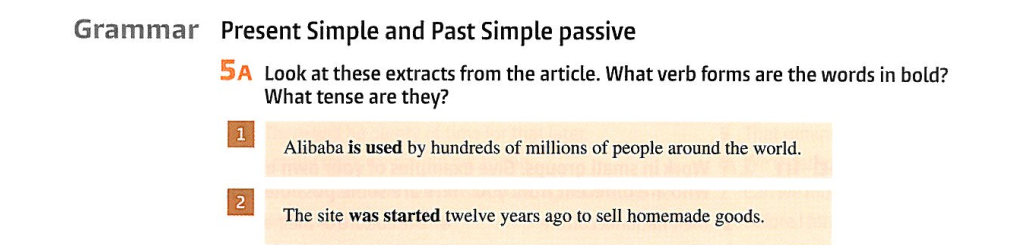 Grammar Present Simple and Past Simple passive
5A Look at these extracts from the article. What verb forms are the words in bold?
What tense are they?
1 Alibaba is used by hundreds of millions of people around the world.
2 The site was started twelve years ago to sell homemade goods.